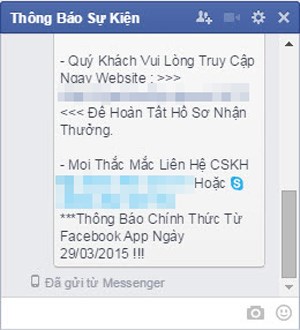 Thông Báo Sự Kiện
- Quý Khách Vui Lòng Truy Cập
Ngay Website : >>>
<<< Để Hoàn Tất Hồ Sơ Nhận
Thưởng.
- Mọi Thắc Mắc Liên Hệ CSKH
Hoặc
***Thông Báo Chính Thức Từ
Facebook App Ngày
29/03/2015 !!!
Đã gửi từ Messenger